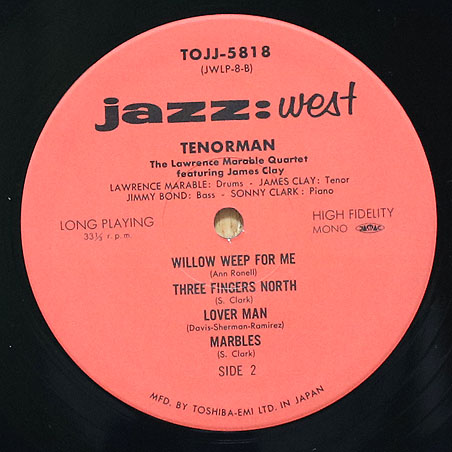 TOJJ-5818
(JWLP-8-B)
jazz:west
TENORMAN
The Lawrence Marable Quartet
featuring James Clay
LAWRENCE MARABLE: Drums - JAMES CLAY: Tenor
JIMMY BOND: Bass - SONNY CLARK: Piano
LONG PLAYING
33⅓ r.p.m.
HIGH FIDELITY
MONO
WILLOW WEEP FOR ME
(Ann Ronell)
THREE FINGERS NORTH
(S. Clark)
LOVER MAN
(Davis-Sherman-Ramirez)
MARBLES
(S. Clark)
SIDE 2
MFD. BY TOSHIBA-EMI LTD. IN JAPAN